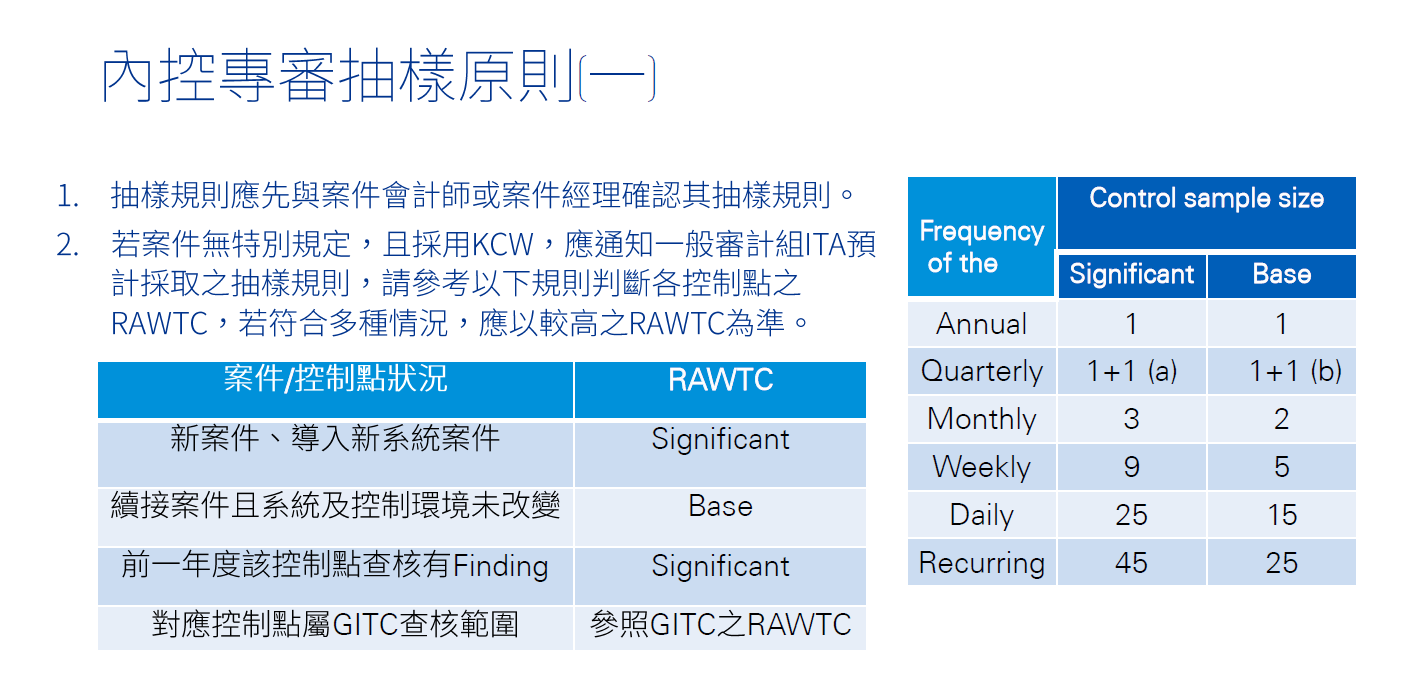 內控專審抽樣原則(一)
1. 抽樣規則應先與案件會計師或案件經理確認其抽樣規則。
2. 若案件無特別規定，且採用KCW，應通知一般審計組ITA預
計採取之抽樣規則，請參考以下規則判斷各控制點之
RAWTC，若符合多種情況，應以較高之RAWTC為準。
案件/控制點狀況 RAWTC
新案件、導入新系統案件 Significant
續接案件且系統及控制環境未改變 Base
前一年度該控制點查核有Finding Significant
對應控制點屬GITC查核範圍 參照GITC之RAWTC
Control sample size
Frequency
of the
Significant Base
Annual 1 1
Quarterly 1+1 (a) 1+1 (b)
Monthly 3 2
Weekly 9 5
Daily 25 15
Recurring 45 25